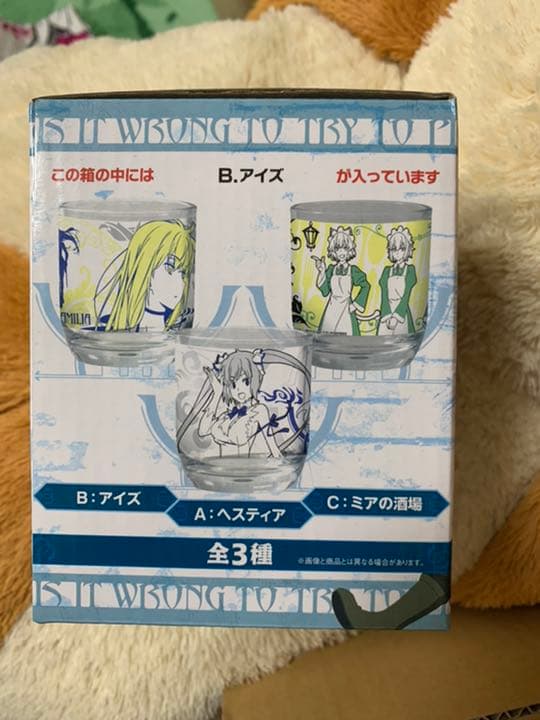 IS IT WRONG TO TRY TO P
この箱の中には B.アイズ が入っています
AMILIA
B:アイズ
A:ヘスティア
C:ミアの酒場
全3種
※画像と商品とは異なる場合があります。
IS IT WRONG TO TRY TO